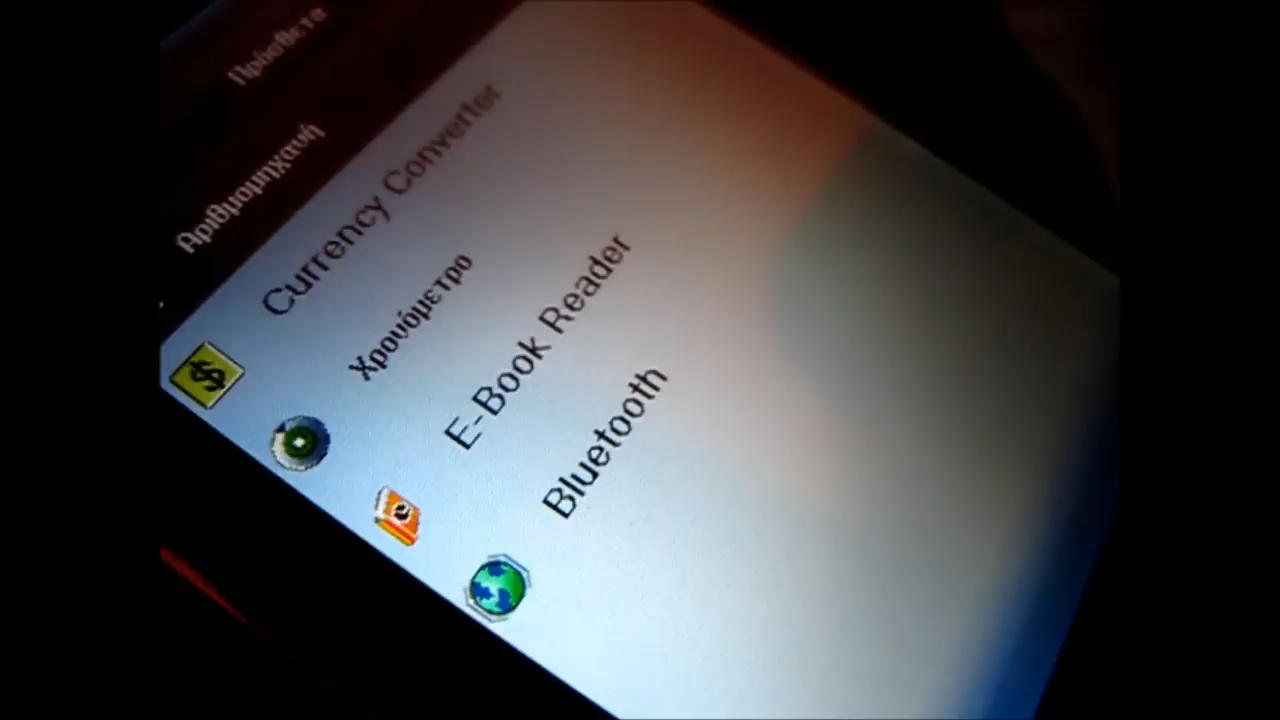 Πρόσθετα
Αριθμομηχανή
Currency Converter
Χρονόμετρο
E-Book Reader
Bluetooth